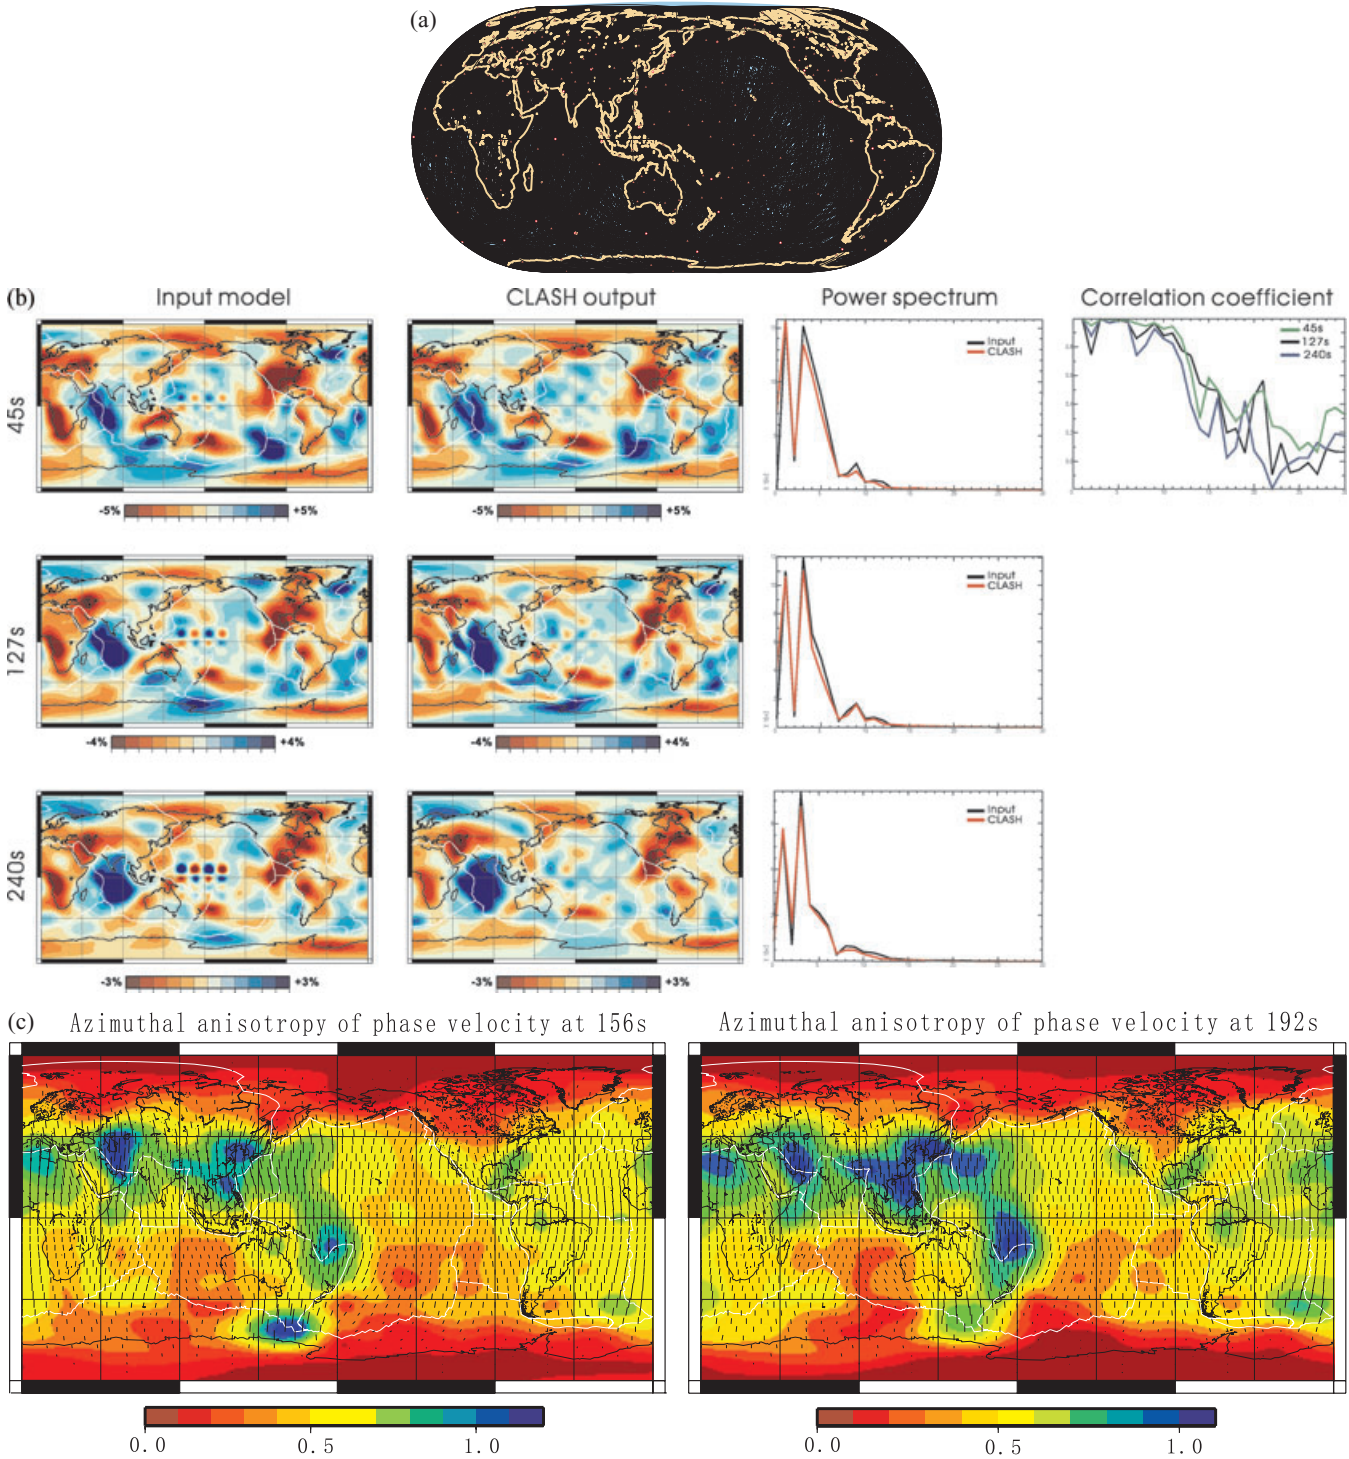 (a)
(b) Input model CLASH output Power spectrum Correlation coefficient
45s
Input
CLASH
45s
127s
240s
-5% +5% -5% +5%
127s
Input
CLASH
-4% +4% -4% +4%
240s
Input
CLASH
-3% +3% -3% +3%
(c) Azimuthal anisotropy of phase velocity at 156s Azimuthal anisotropy of phase velocity at 192s
0.0 0.5 1.0 0.0 0.5 1.0